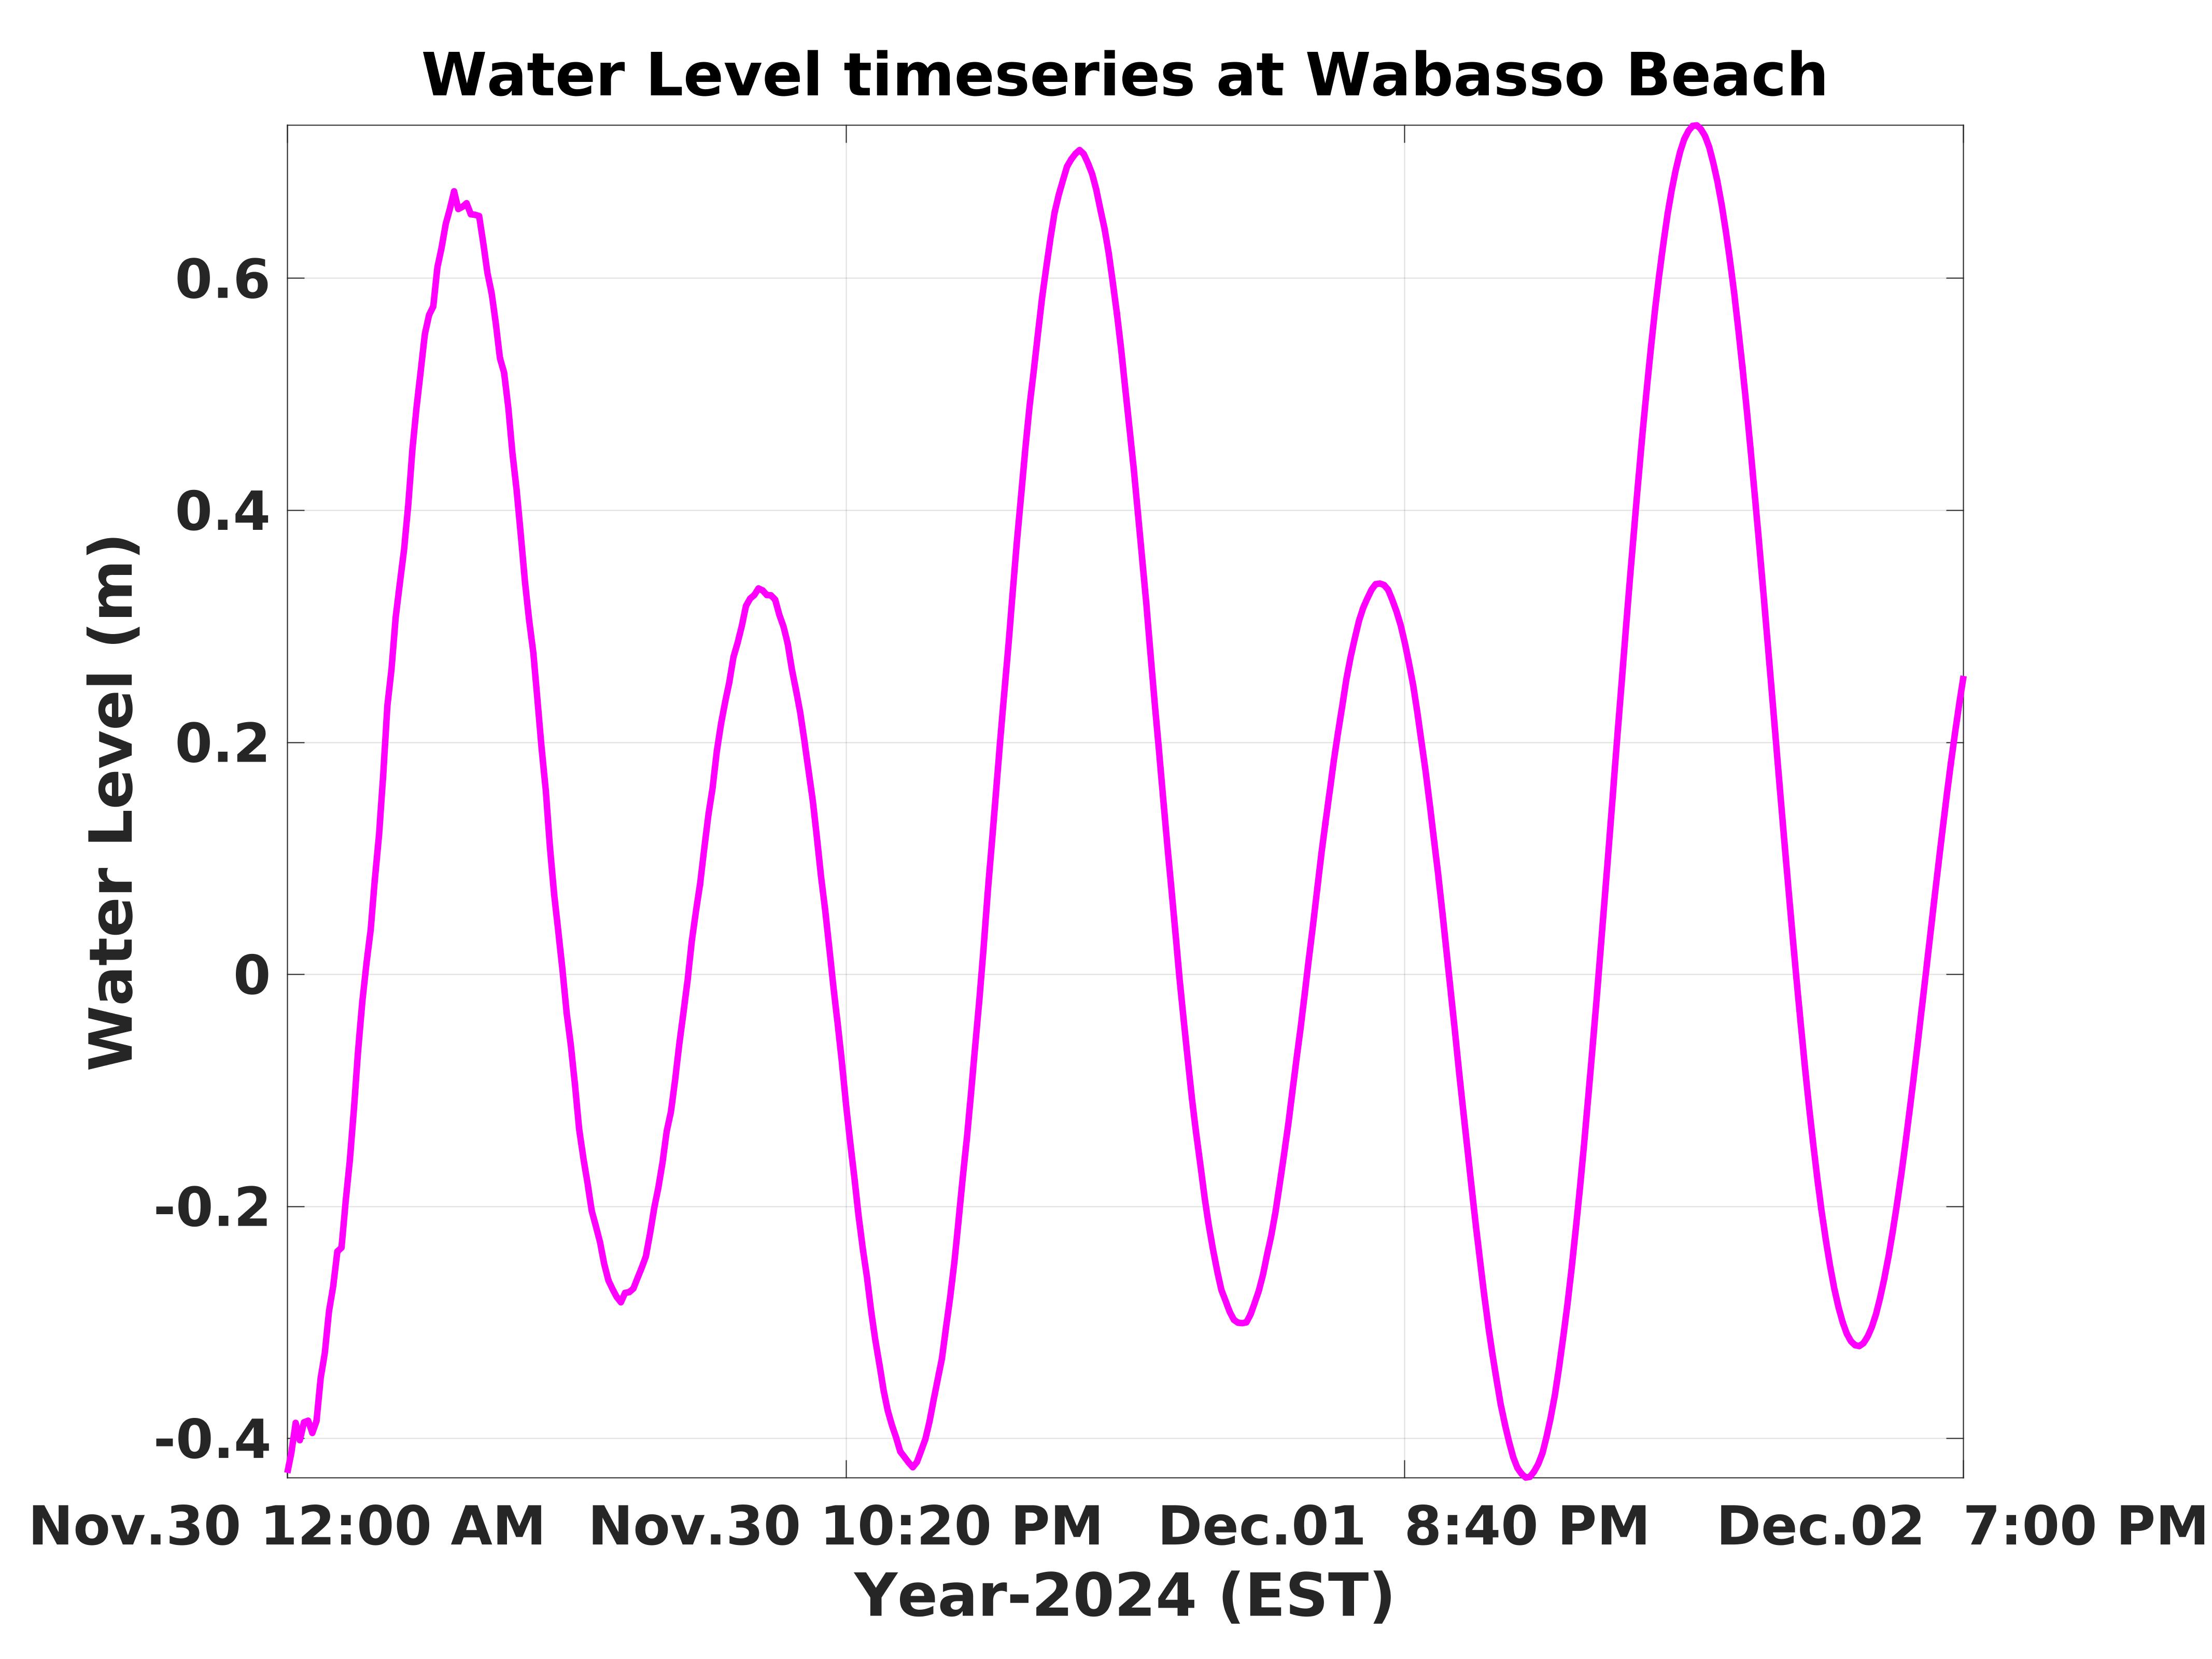 Water Level timeseries at Wabasso Beach
Water Level (m)
0.6
0.4
0.2
0
-0.2
-0.4
Nov.30 12:00 AM Nov.30 10:20 PM Dec.01 8:40 PM Dec.02 7:00 PM
Year-2024 (EST)